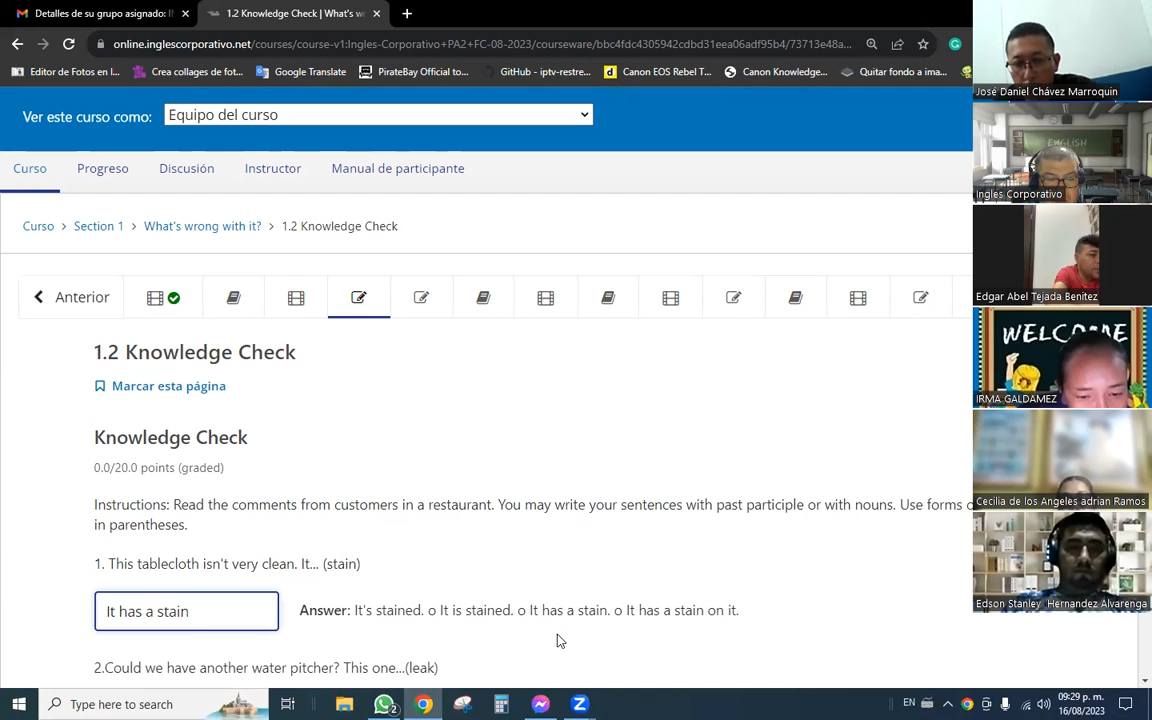 Detalles de su grupo asignado: I
1.2 Knowledge Check | What's w
online.inglescorporativo.net/courses/course-v1:Ingles-Corporativo+PA2+FC-08-2023/courseware/bbc4fdc4305942cdbd31eea06adf95b4/73713e48a...
Editor de Fotos en l...
Crea collages de fot...
Google Translate
PirateBay Official to...
GitHub - iptv-restre...
Canon EOS Rebel T...
Canon Knowledge...
Quitar fondo a ima...
Ver este curso como:
Equipo del curso
Curso
Progreso
Discusión
Instructor
Manual de participante
Curso > Section 1 > What's wrong with it? > 1.2 Knowledge Check
Anterior
1.2 Knowledge Check
Marcar esta página
Knowledge Check
0.0/20.0 points (graded)
Instructions: Read the comments from customers in a restaurant. You may write your sentences with past participle or with nouns. Use forms
in parentheses.
1. This tablecloth isn't very clean. It... (stain)
It has a stain
Answer: It's stained. o It is stained. o It has a stain. o It has a stain on it.
2.Could we have another water pitcher? This one...(leak)
José Daniel Chávez Marroquin
ENGLISH
Ingles Corporativo
Edgar Abel Tejada Benitez
WELCOME
IRMA GALDAMEZ
Cecilia de los Angeles adrian Ramos
Edson Stanley Hernandez Alvarenga
Type here to search
2
EN
09:29 p. m.
16/08/2023